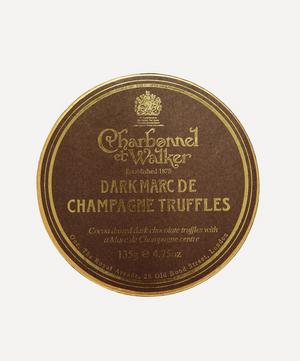 Charbonnel
et Walker
Established 1875
DARK MARC DE
CHAMPAGNE TRUFFLES
Cocoa dusted dark chocolate truffles with
a Marc de Champagne centre
135g e 4.75oz
One, The Royal Arcade, 28 Old Bond Street, London